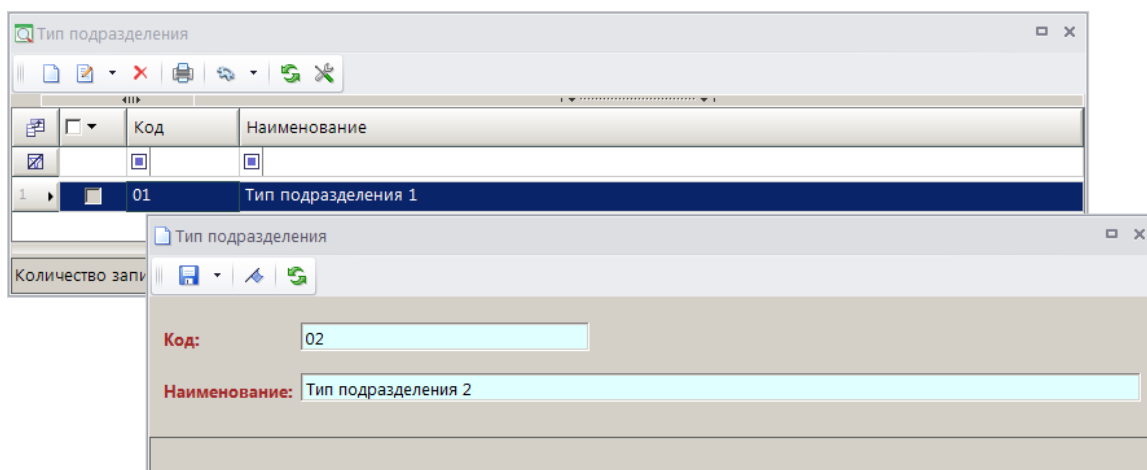 Тип подразделения
Код
Наименование
1
01
Тип подразделения 1
Тип подразделения
Количество запи
Код:
02
Наименование:
Тип подразделения 2